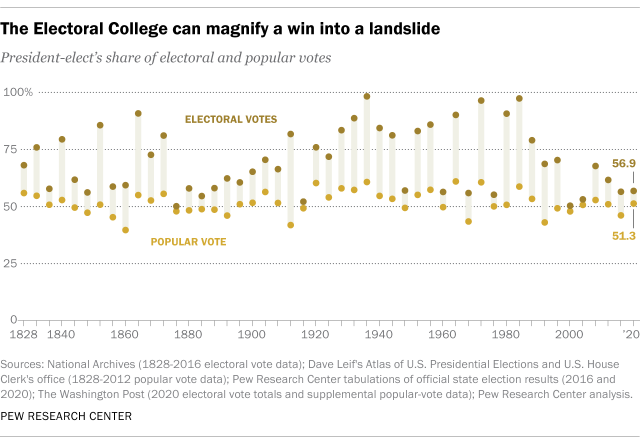 The Electoral College can magnify a win into a landslide
President-elect's share of electoral and popular votes
100%
ELECTORAL VOTES
75
56.9
50
POPULAR VOTE
51.3
25
0
1828 1840 1860 1880 1900 1920 1940 1960 1980 2000 '20
Sources: National Archives (1828-2016 electoral vote data); Dave Leif's Atlas of U.S. Presidential Elections and U.S. House
Clerk's office (1828-2012 popular vote data); Pew Research Center tabulations of official state election results (2016 and
2020); The Washington Post (2020 electoral vote totals and supplemental popular-vote data); Pew Research Center analysis.
PEW RESEARCH CENTER